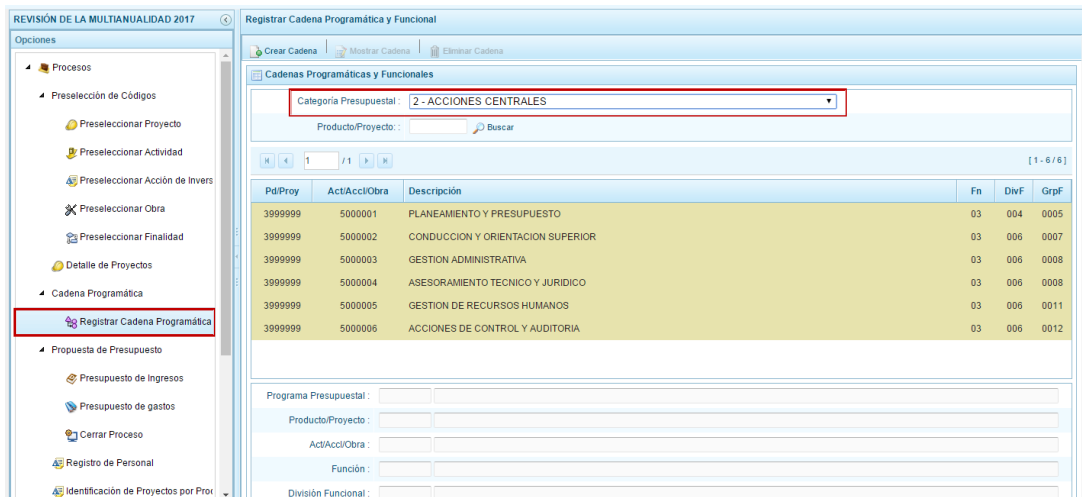 REVISIÓN DE LA MULTIANUALIDAD 2017
Opciones
Procesos
Preselección de Códigos
Preseleccionar Proyecto
Preseleccionar Actividad
Preseleccionar Acción de Invers
Preseleccionar Obra
Preseleccionar Finalidad
Detalle de Proyectos
Cadena Programática
Registrar Cadena Programática
Propuesta de Presupuesto
Presupuesto de Ingresos
Presupuesto de gastos
Cerrar Proceso
Registro de Personal
Identificación de Proyectos por Proc
Registrar Cadena Programática y Funcional
Crear Cadena Mostrar Cadena Eliminar Cadena
Cadenas Programáticas y Funcionales
Categoría Presupuestal : 2 - ACCIONES CENTRALES
Producto/Proyecto: : Buscar
1 / 1 [ 1 - 6 / 6 ]
Pd/Proy Act/AccI/Obra Descripción Fn DivF GrpF
3999999 5000001 PLANEAMIENTO Y PRESUPUESTO 03 004 0005
3999999 5000002 CONDUCCION Y ORIENTACION SUPERIOR 03 006 0007
3999999 5000003 GESTION ADMINISTRATIVA 03 006 0008
3999999 5000004 ASESORAMIENTO TECNICO Y JURIDICO 03 006 0008
3999999 5000005 GESTION DE RECURSOS HUMANOS 03 006 0011
3999999 5000006 ACCIONES DE CONTROL Y AUDITORIA 03 006 0012
Programa Presupuestal :
Producto/Proyecto :
Act/AccI/Obra :
Función :
División Funcional :